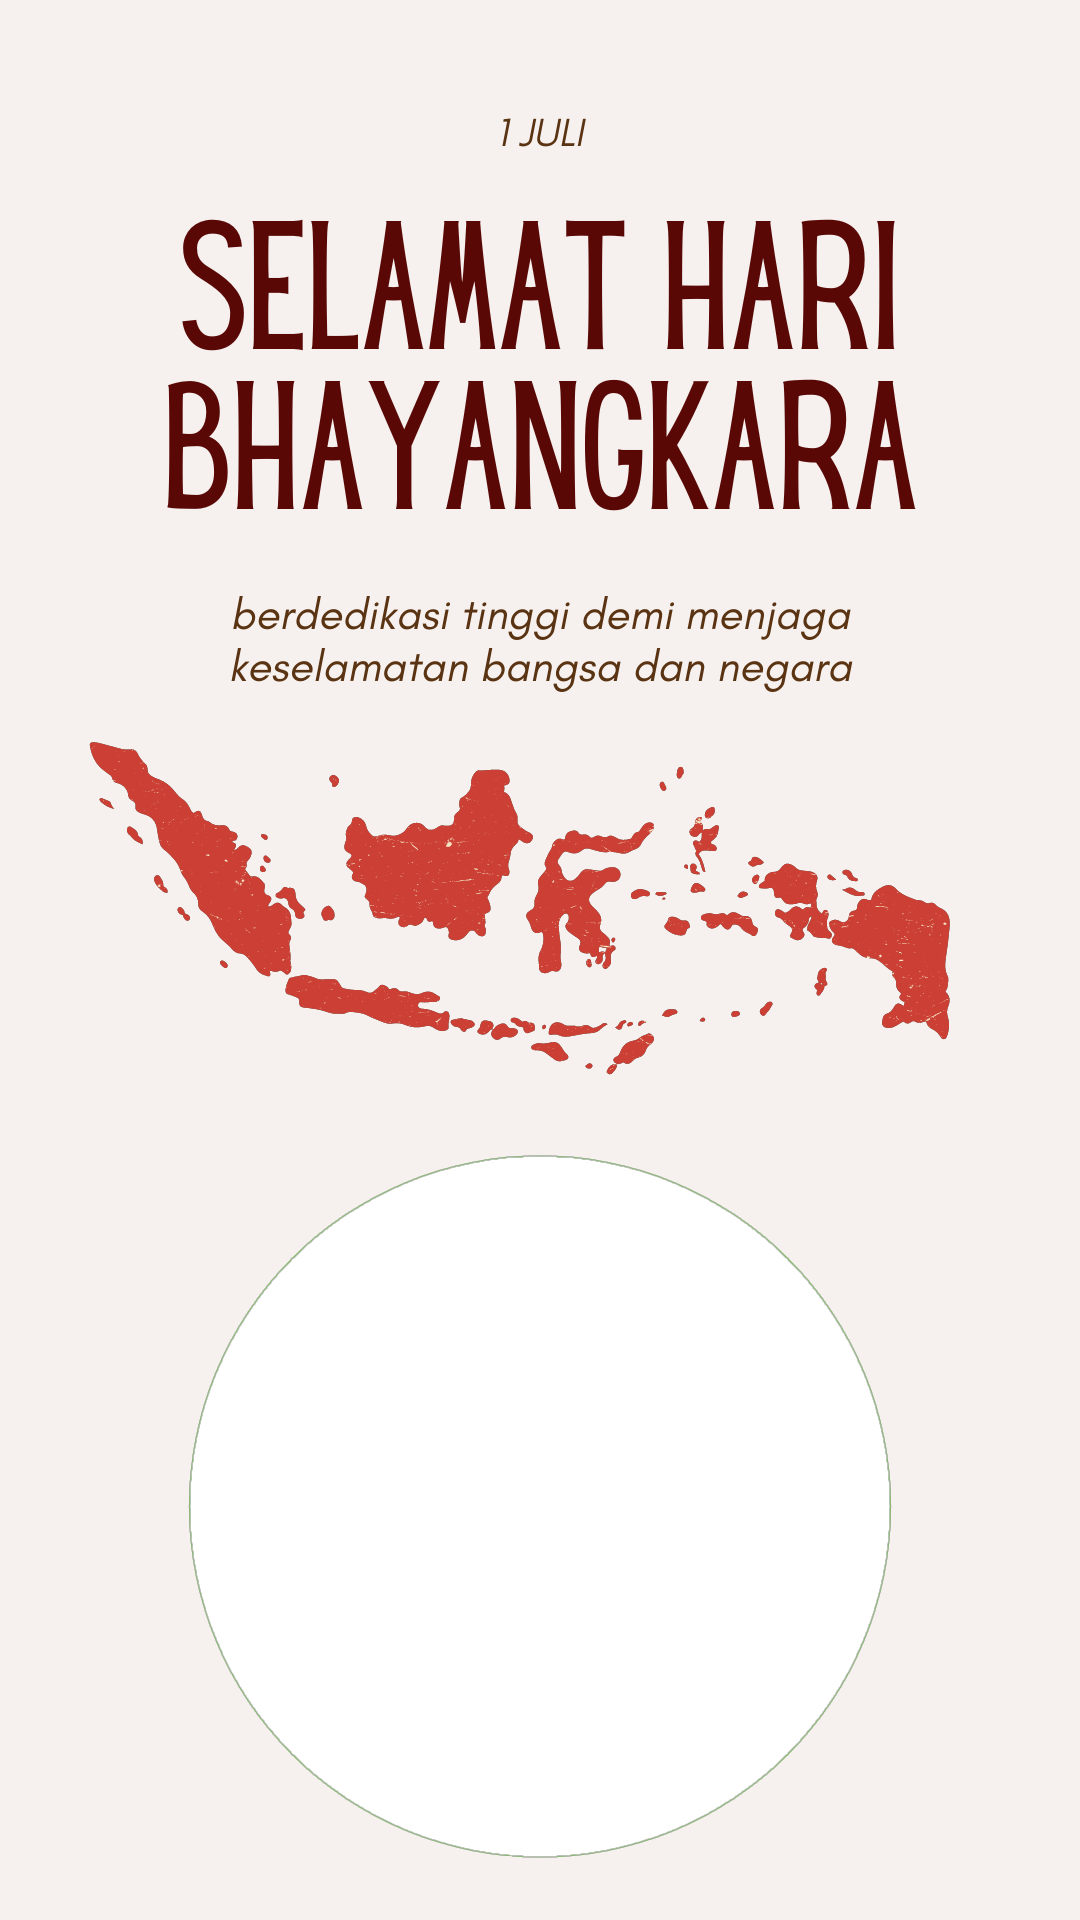 1 JULI
SELAMAT HARI
BHAYANGKARA
berdedikasi tinggi demi menjaga
keselamatan bangsa dan negara